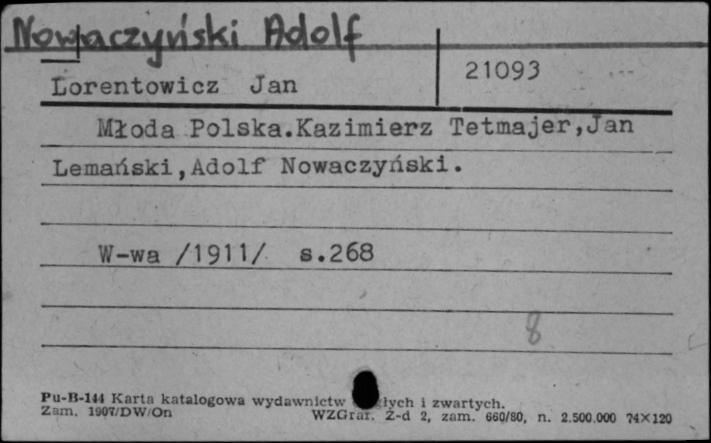 Nowaczyński Adolf
Lorentowicz Jan 21093
Młoda Polska.Kazimierz Tetmajer,Jan
Lemański,Adolf Nowaczyński.
W-wa /1911/ s.268
8
Pu-B-144 Karta katalogowa wydawnictw i zwartych.
Zam. 1907/DW/On WZGraf. Z-d 2, zam. 660/80, n. 2.500.000 74×120